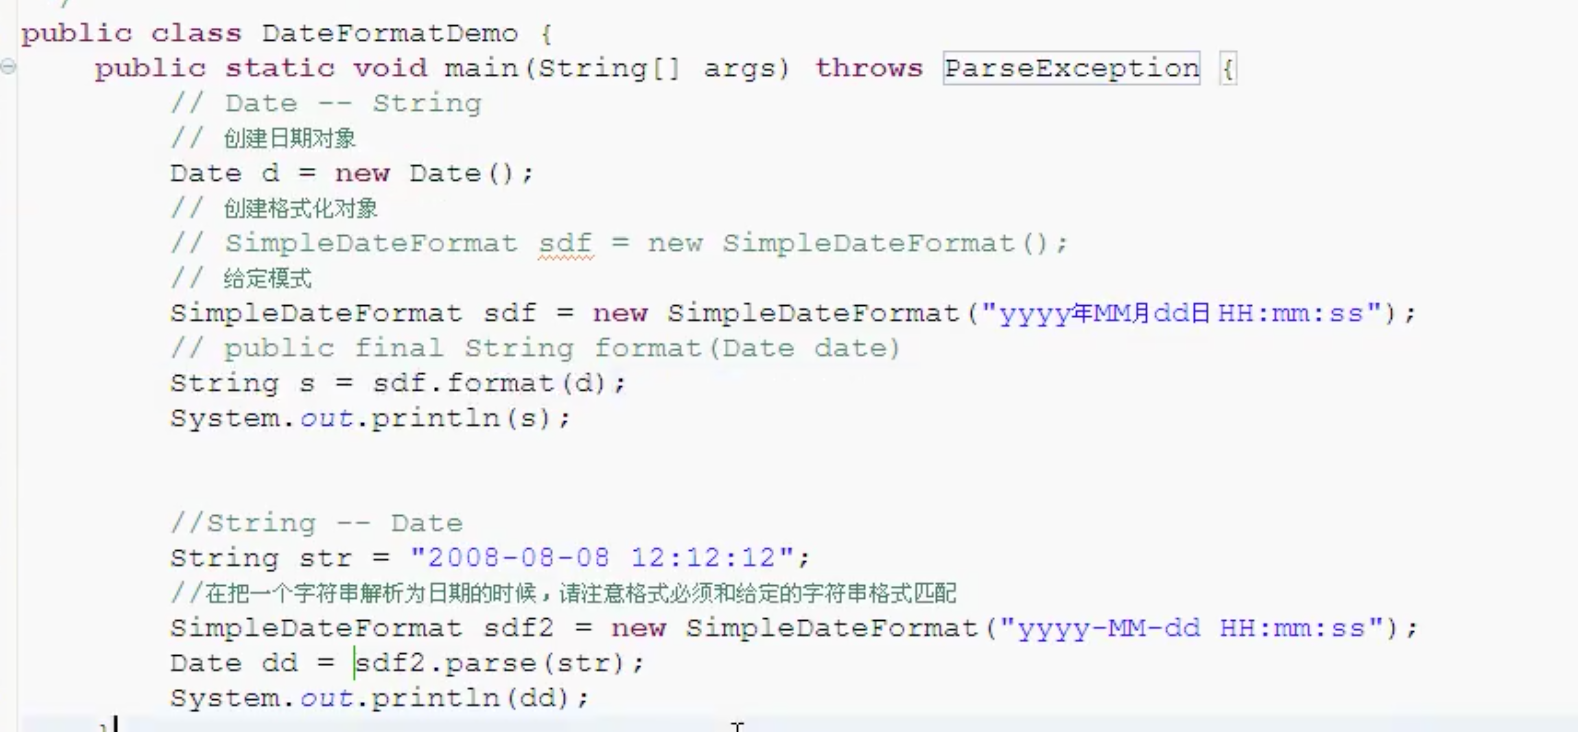 public class DateFormatDemo {
public static void main(String[] args) throws ParseException {
// Date -- String
// 创建日期对象
Date d = new Date();
// 创建格式化对象
// SimpleDateFormat sdf = new SimpleDateFormat();
// 给定模式
SimpleDateFormat sdf = new SimpleDateFormat("yyyy年MM月dd日 HH:mm:ss");
// public final String format(Date date)
String s = sdf.format(d);
System.out.println(s);
//String -- Date
String str = "2008-08-08 12:12:12";
//在把一个字符串解析为日期的时候，请注意格式必须和给定的字符串格式匹配
SimpleDateFormat sdf2 = new SimpleDateFormat("yyyy-MM-dd HH:mm:ss");
Date dd = sdf2.parse(str);
System.out.println(dd);
}